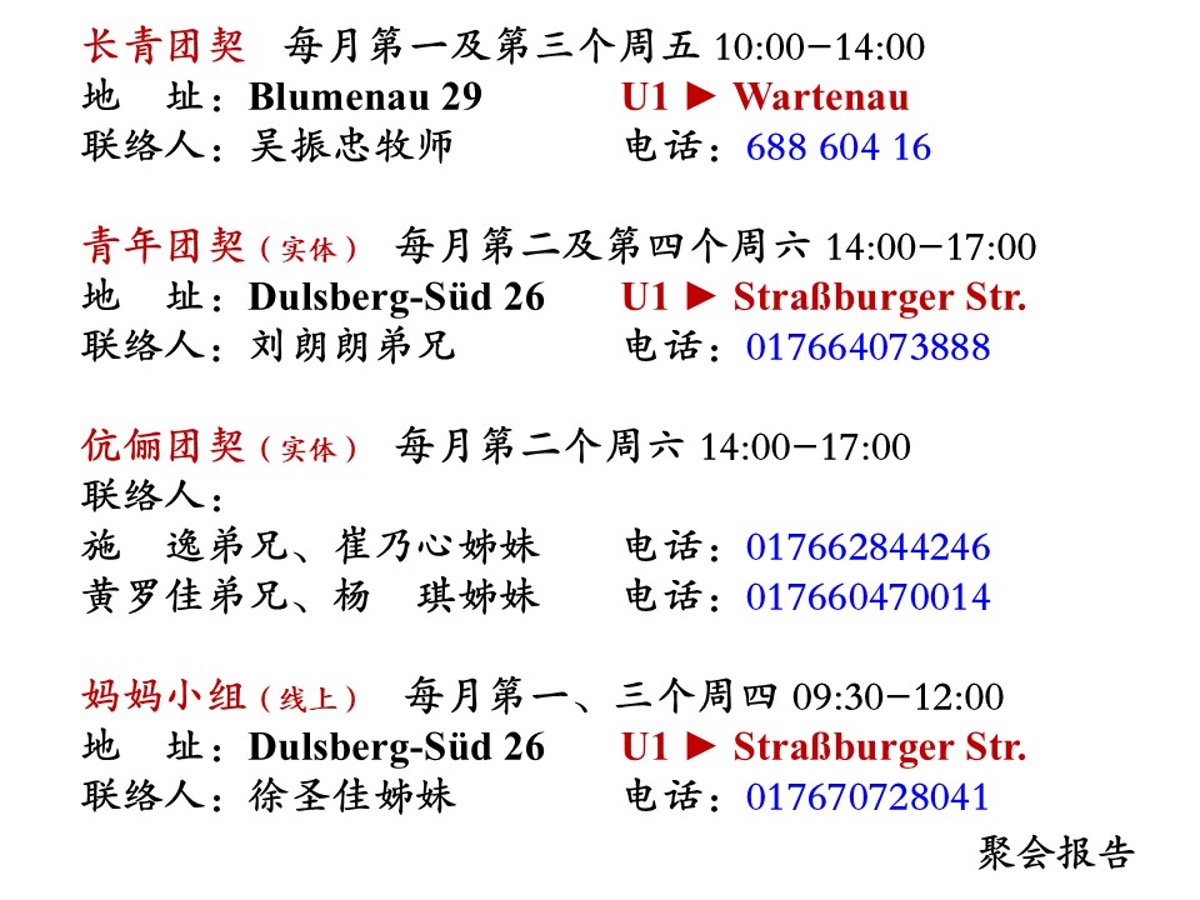 长青团契 每月第一及第三个周五 10:00-14:00
地 址：Blumenau 29 U1 ► Wartenau
联络人：吴振忠牧师 电话：688 604 16
青年团契（实体） 每月第二及第四个周六 14:00-17:00
地 址：Dulsberg-Süd 26 U1 ► Straßburger Str.
联络人：刘朗朗弟兄 电话：017664073888
伉俪团契（实体） 每月第二个周六 14:00-17:00
联络人：
施 逸弟兄、崔乃心姊妹 电话：017662844246
黄罗佳弟兄、杨 琪姊妹 电话：017660470014
妈妈小组（线上） 每月第一、三个周四 09:30-12:00
地 址：Dulsberg-Süd 26 U1 ► Straßburger Str.
联络人：徐圣佳姊妹 电话：017670728041
聚会报告